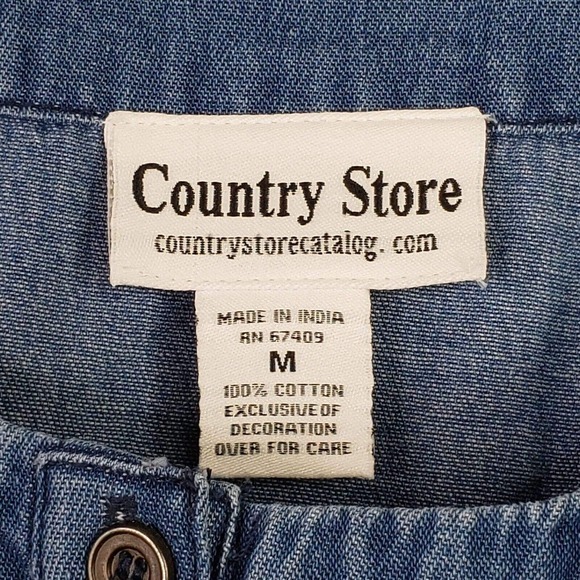 Country Store
countrystorecatalog.com
MADE IN INDIA
RN 67409
M
100% COTTON
EXCLUSIVE OF
DECORATION
OVER FOR CARE